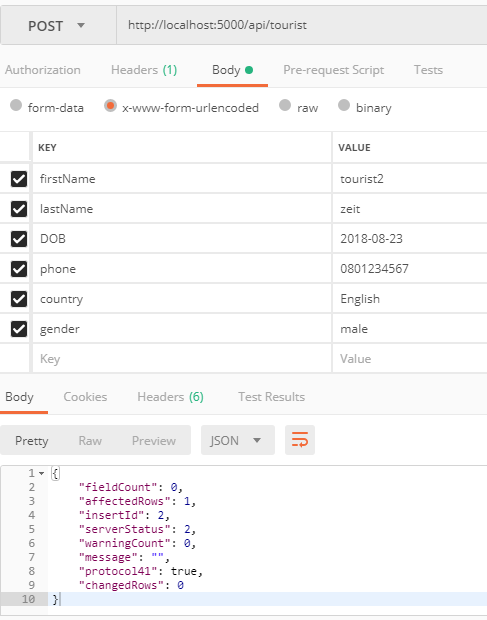 POST http://localhost:5000/api/tourist
Authorization Headers (1) Body Pre-request Script Tests
form-data x-www-form-urlencoded raw binary
KEY VALUE
firstName tourist2
lastName zeit
DOB 2018-08-23
phone 0801234567
country English
gender male
Key Value
Body Cookies Headers (6) Test Results
Pretty Raw Preview JSON
1 {
2 "fieldCount": 0,
3 "affectedRows": 1,
4 "insertId": 2,
5 "serverStatus": 2,
6 "warningCount": 0,
7 "message": "",
8 "protocol41": true,
9 "changedRows": 0
10 }